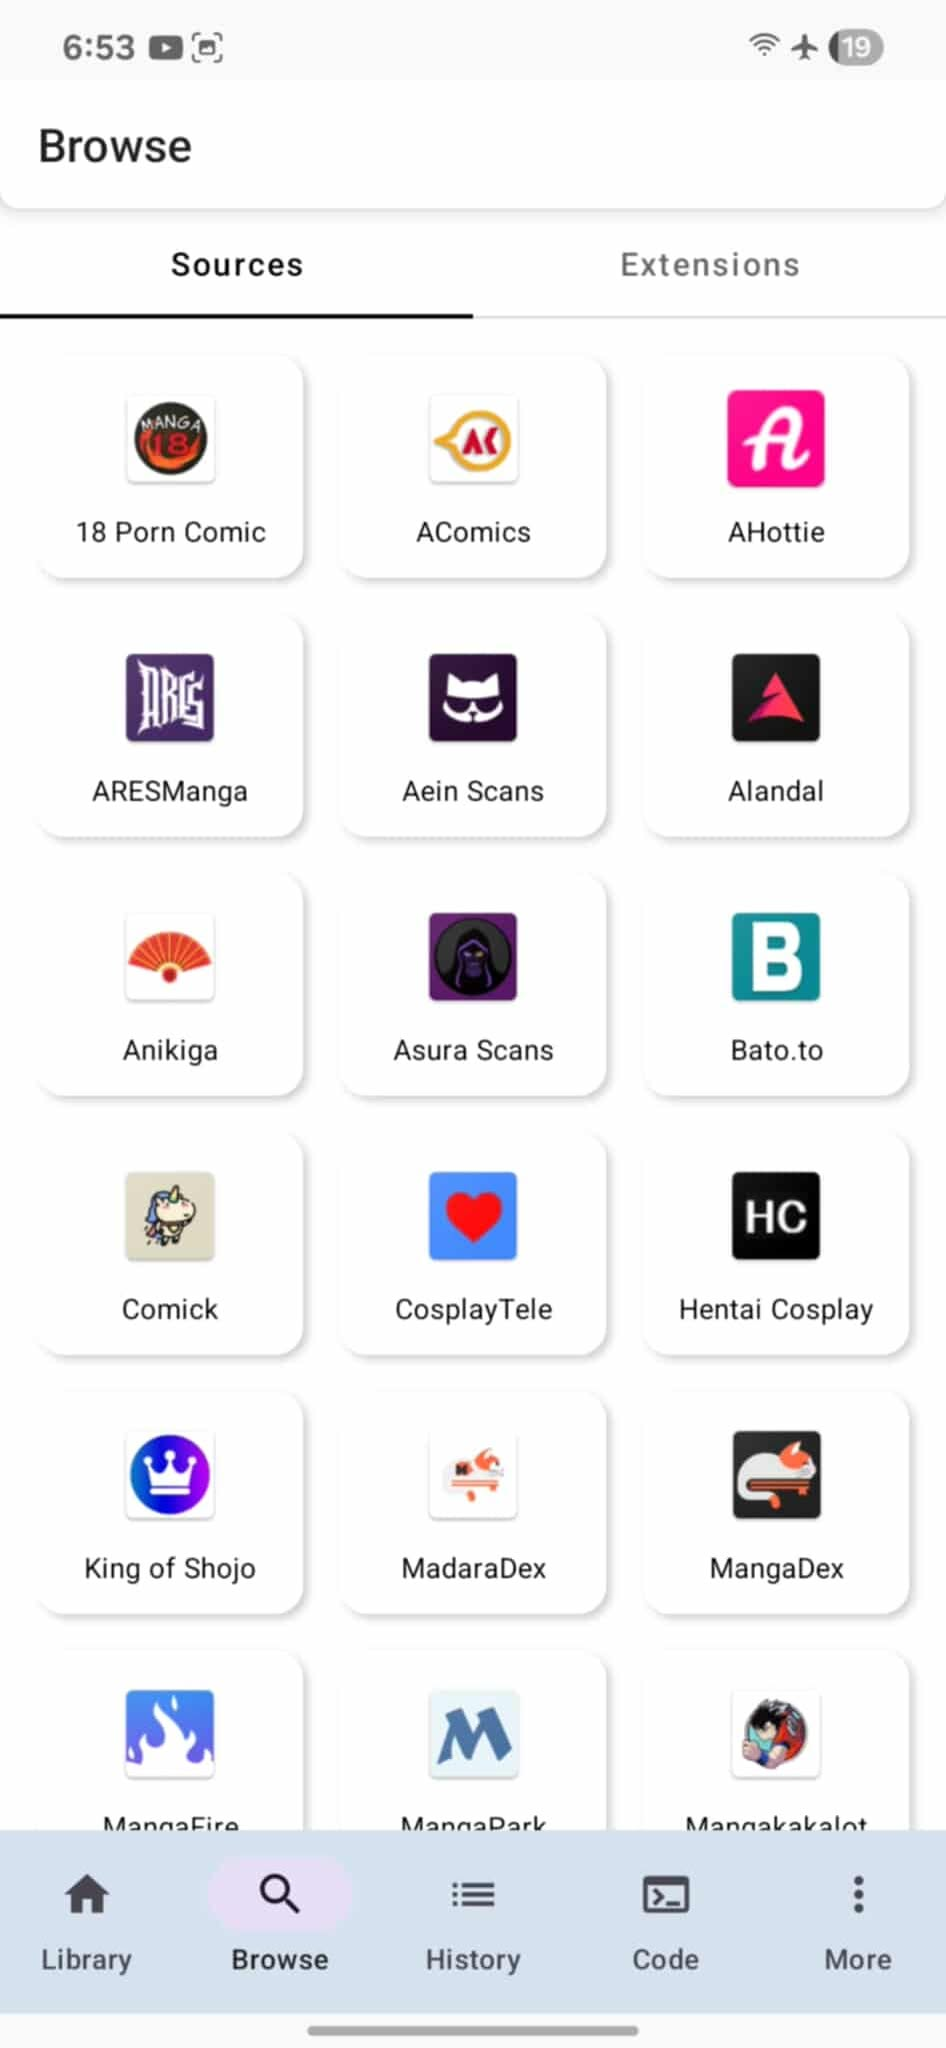 6:53
19
Browse
Sources
Extensions
MANGA
18
AK
A
18 Porn Comic
AComics
AHottie
ARES
ARESManga
Aein Scans
Alandal
B
Anikiga
Asura Scans
Bato.to
HC
Comick
CosplayTele
Hentai Cosplay
King of Shojo
MadaraDex
MangaDex
M
MangaFire
MangaPark
Mangakakalot
Library
Browse
History
Code
More